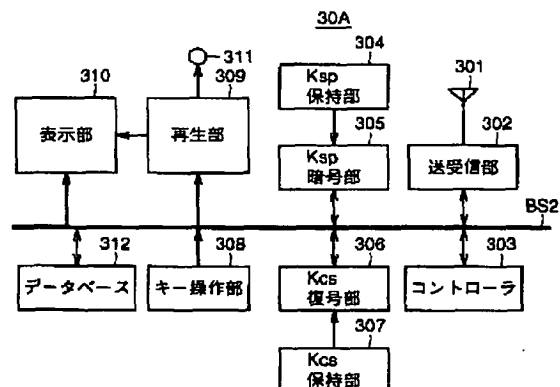 30A
311
310
309
304
301
表示部
再生部
Ksp
保持部
305
302
Ksp
暗号部
送受信部
BS2
312
308
306
303
データベース
キー操作部
Kcs
復号部
コントローラ
307
Kcs
保持部